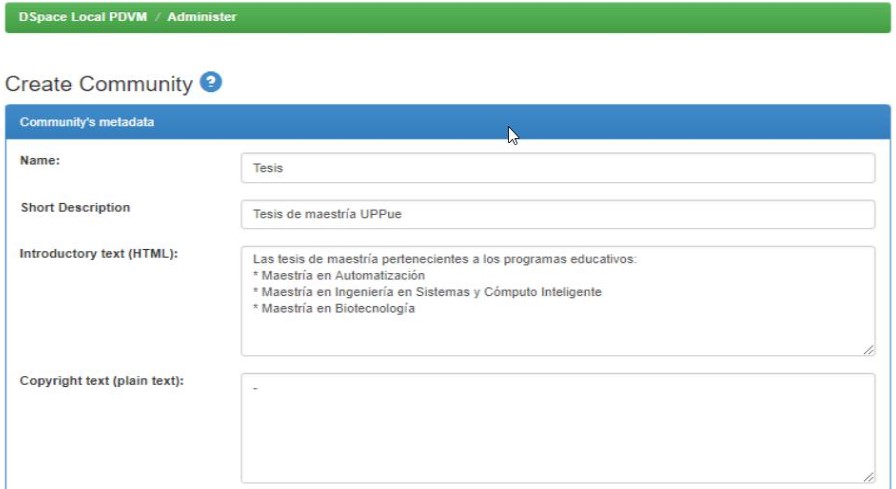 DSpace Local PDVM / Administer
Create Community ?
Community's metadata
Name:
Tesis
Short Description
Tesis de maestría UPPue
Introductory text (HTML):
Las tesis de maestría pertenecientes a los programas educativos:
* Maestría en Automatización
* Maestría en Ingeniería en Sistemas y Cómputo Inteligente
* Maestría en Biotecnología
Copyright text (plain text):
-